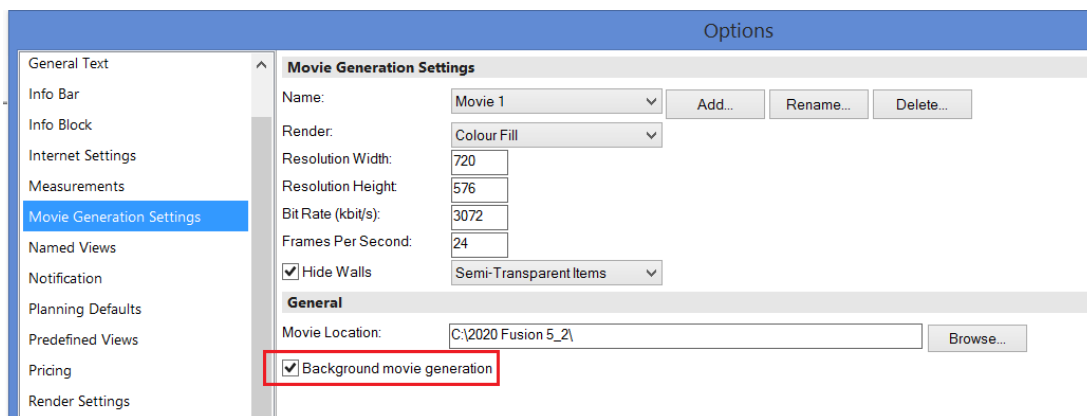 Options
General Text
Info Bar
Info Block
Internet Settings
Measurements
Movie Generation Settings
Named Views
Notification
Planning Defaults
Predefined Views
Pricing
Render Settings
Movie Generation Settings
Name: Movie 1 Add... Rename... Delete...
Render: Colour Fill
Resolution Width: 720
Resolution Height: 576
Bit Rate (kbit/s): 3072
Frames Per Second: 24
Hide Walls Semi-Transparent Items
General
Movie Location: C:\2020 Fusion 5_2\ Browse...
Background movie generation